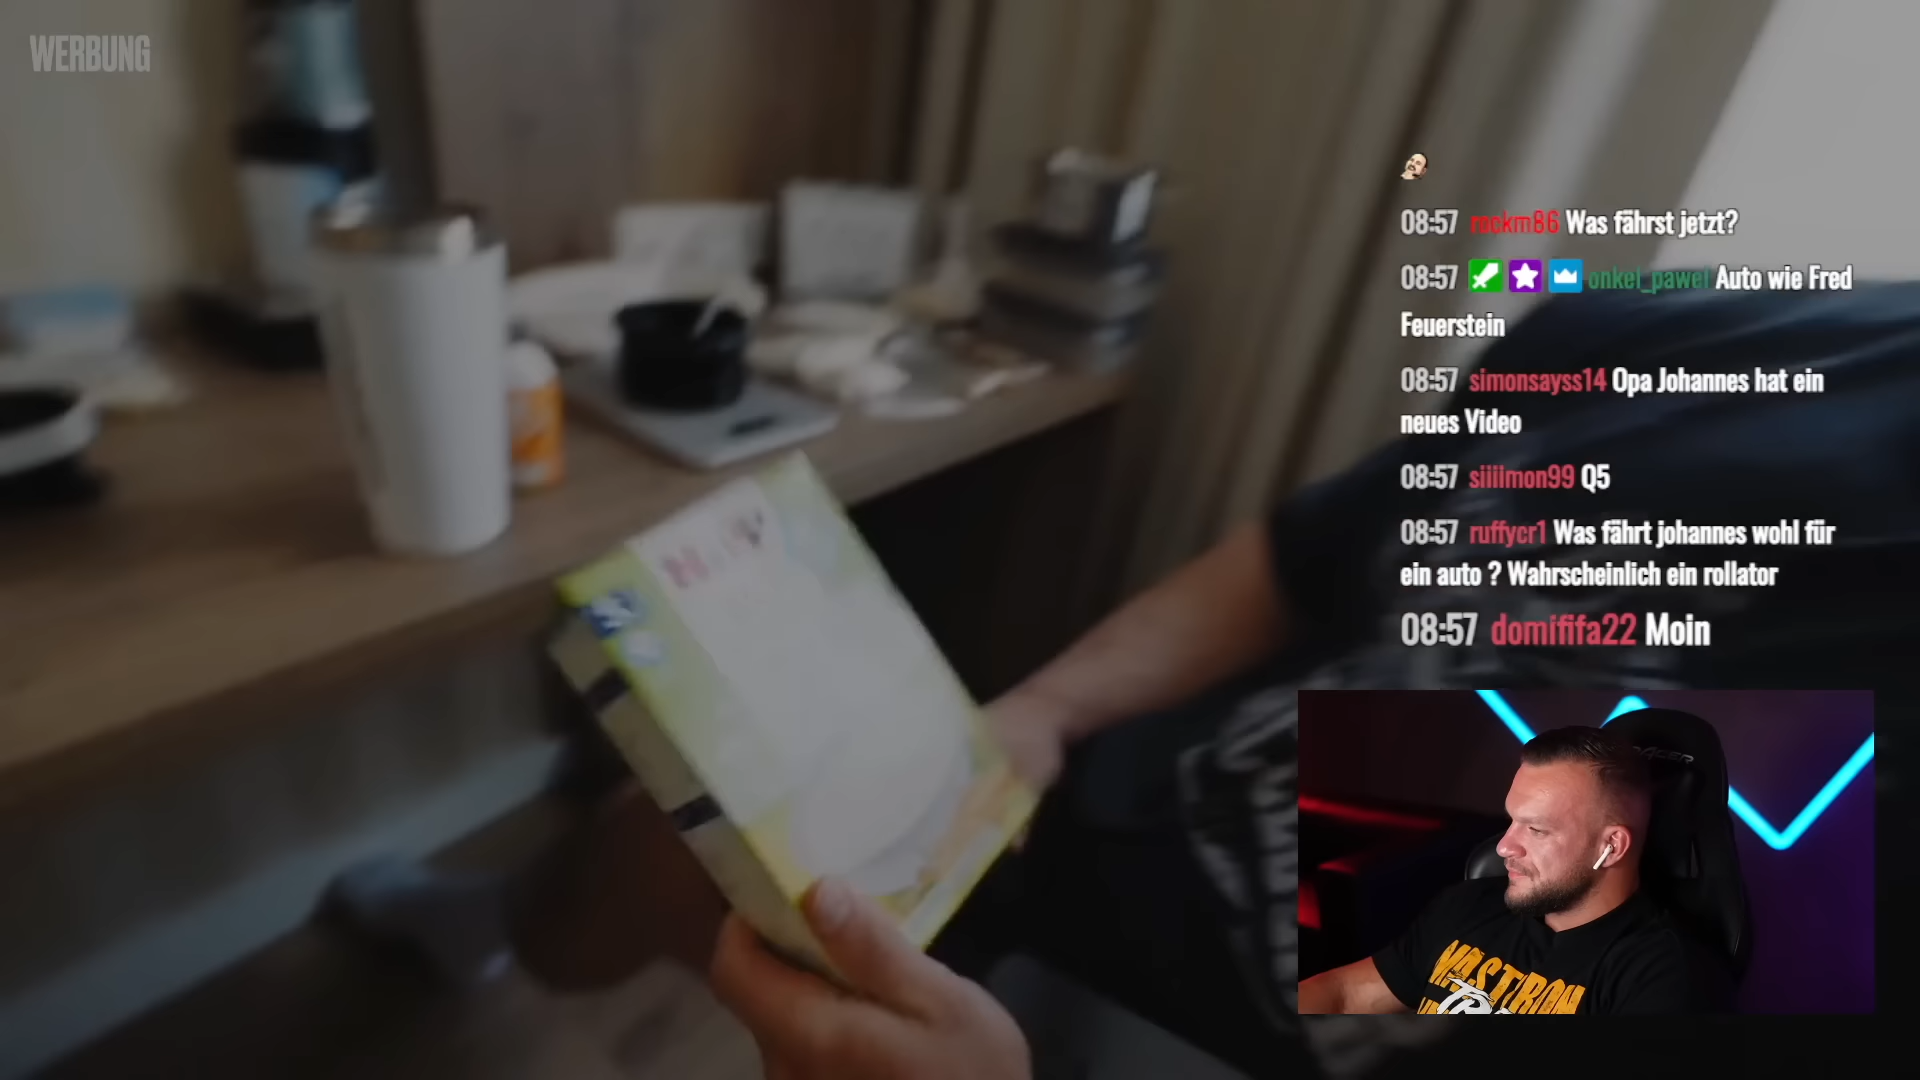 WERBUNG
08:57 rockm86 Was fährst jetzt?
08:57 onkel_pawel Auto wie Fred
Feuerstein
08:57 simonsayss14 Opa Johannes hat ein
neues Video
08:57 siiiimon99 Q5
08:57 ruffycr1 Was fährt johannes wohl für
ein auto ? Wahrscheinlich ein rollator
08:57 domififa22 Moin